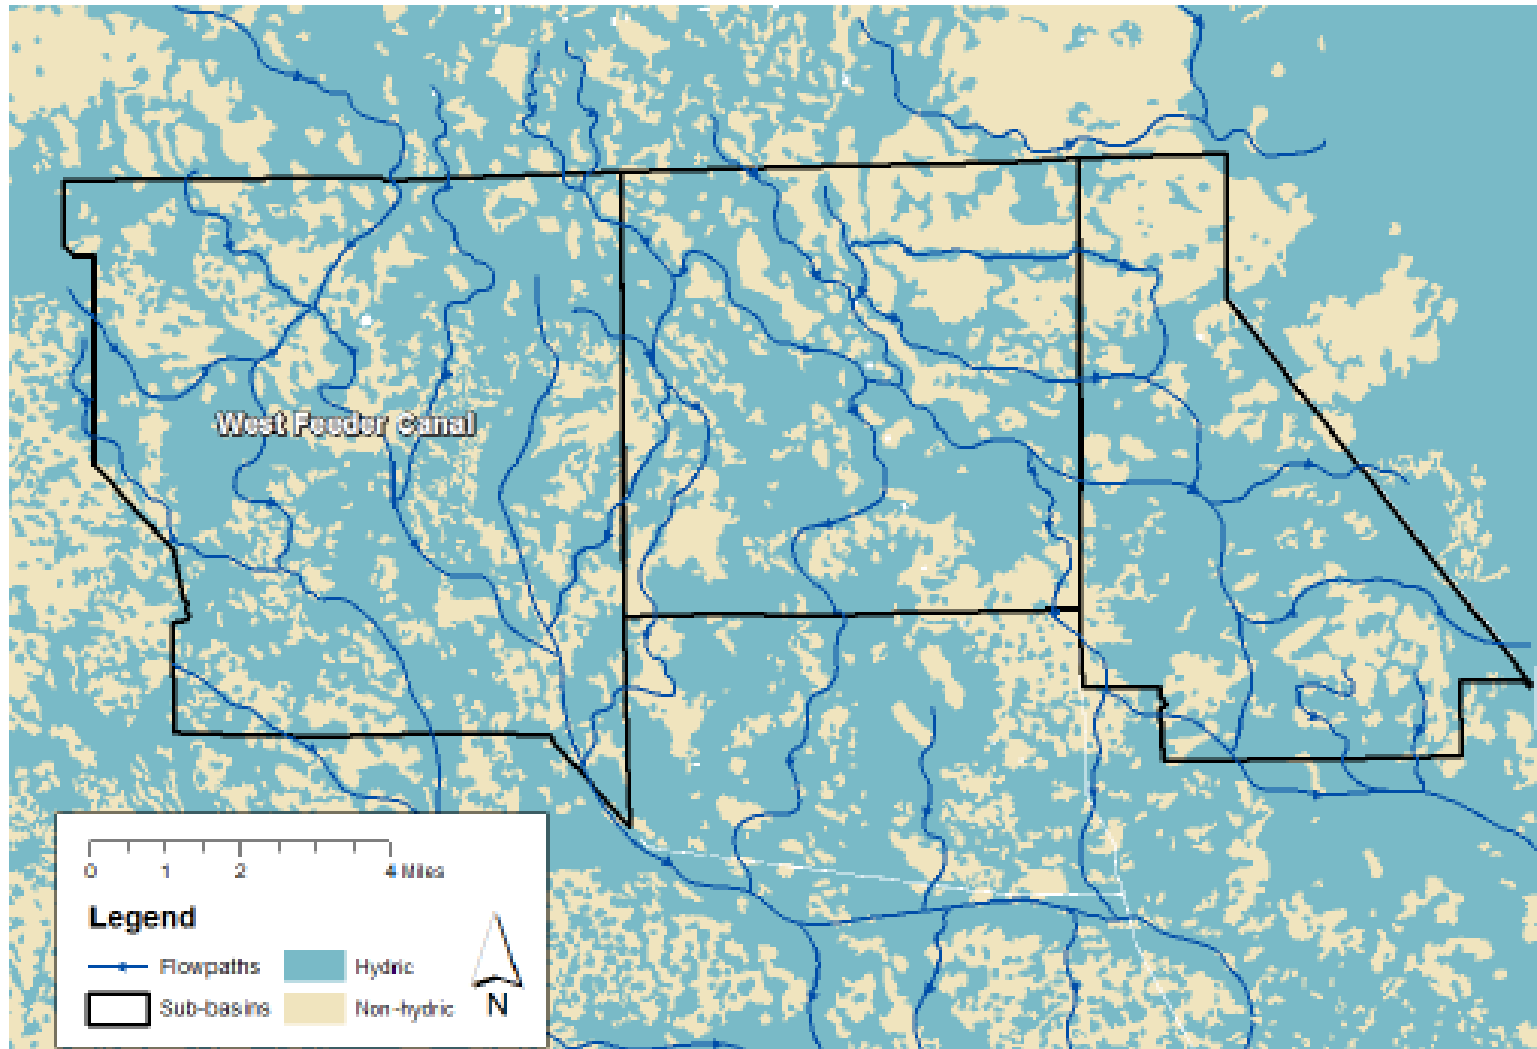 West Feeder Canal
0 1 2 4 Miles
Legend
Flowpaths Hydric
Sub-basins Non-hydric
N